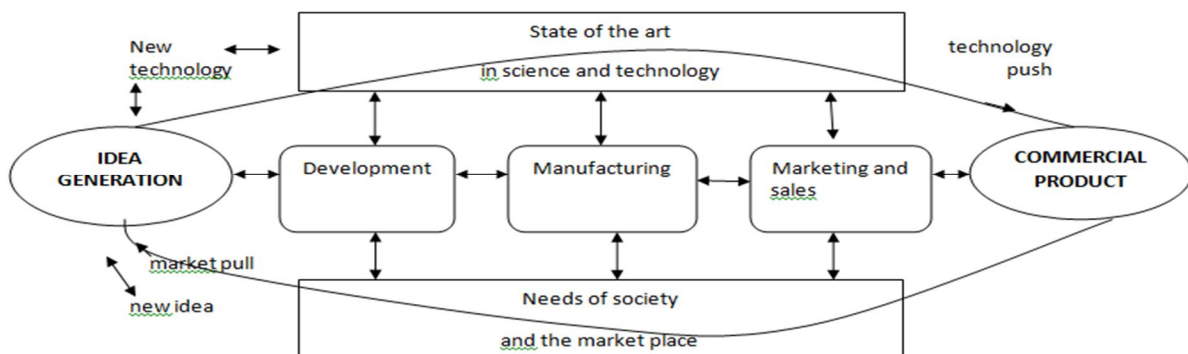 State of the art
in science and technology
New
technology
technology
push
IDEA
GENERATION
Development
Manufacturing
Marketing and
sales
COMMERCIAL
PRODUCT
market pull
new idea
Needs of society
and the market place